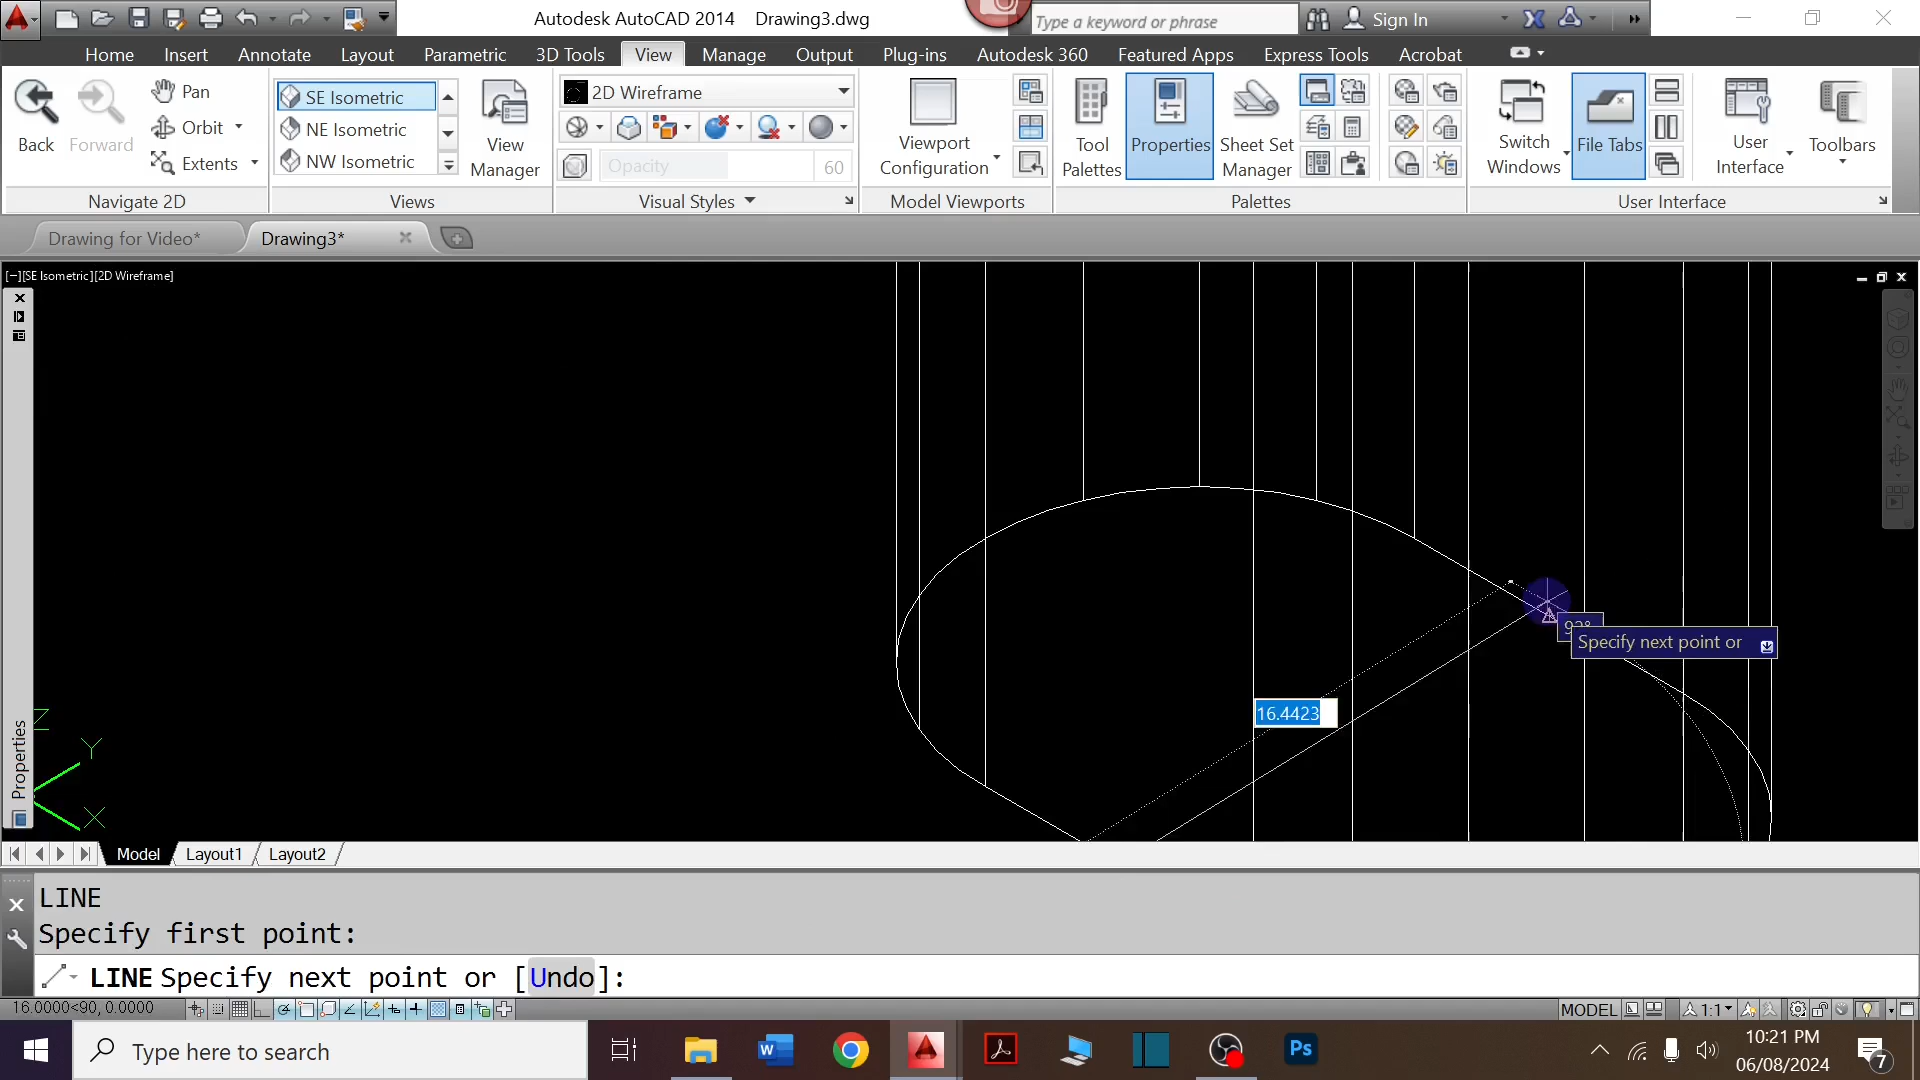 Autodesk AutoCAD 2014 Drawing3.dwg
Type a keyword or phrase
Sign In
Home Insert Annotate Layout Parametric 3D Tools View Manage Output Plug-ins Autodesk 360 Featured Apps Express Tools Acrobat
Back
Forward
Pan
Orbit
Extents
Navigate 2D
SE Isometric
NE Isometric
NW Isometric
View
Manager
Views
2D Wireframe
Opacity 60
Visual Styles
Viewport
Configuration
Model Viewports
Tool
Palettes
Properties
Sheet Set
Manager
Palettes
Switch
Windows
File Tabs
User
Interface
Toolbars
User Interface
Drawing for Video* Drawing3*
[−][SE Isometric][2D Wireframe]
Properties
Z
Y
X
Specify next point or
16.4423
Model Layout1 Layout2
LINE
Specify first point:
LINE Specify next point or [Undo]:
16.0000<90, 0.0000
MODEL
1:1
Type here to search
W
Ps
10:21 PM
06/08/2024
7